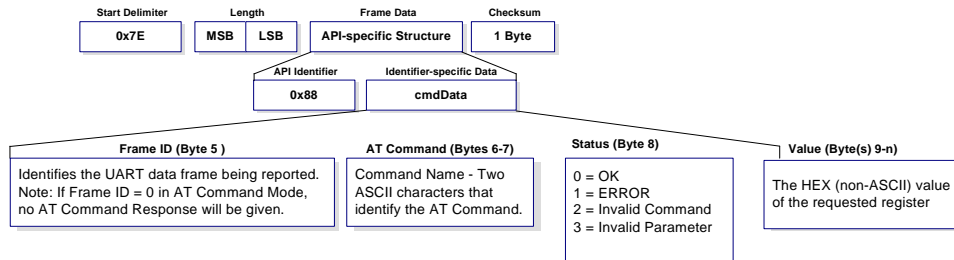 Start Delimiter
Length
Frame Data
Checksum
0x7E
MSB
LSB
API-specific Structure
1 Byte
API Identifier
Identifier-specific Data
0x88
cmdData
Frame ID (Byte 5 )
Identifies the UART data frame being reported.
Note: If Frame ID = 0 in AT Command Mode,
no AT Command Response will be given.
AT Command (Bytes 6-7)
Command Name - Two
ASCII characters that
identify the AT Command.
Status (Byte 8)
0 = OK
1 = ERROR
2 = Invalid Command
3 = Invalid Parameter
Value (Byte(s) 9-n)
The HEX (non-ASCII) value
of the requested register